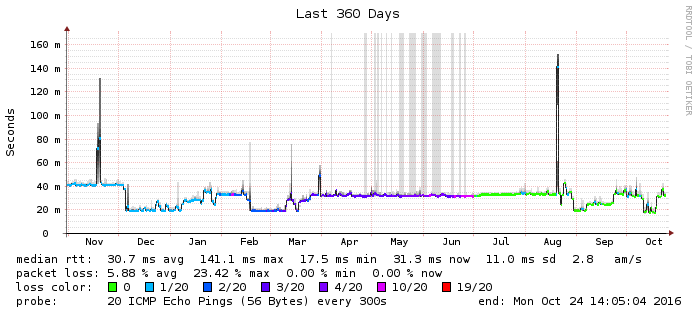 Last 360 Days
RRDTOOL / TOBI OETIKER
Seconds
160 m
140 m
120 m
100 m
80 m
60 m
40 m
20 m
0
Nov Dec Jan Feb Mar Apr May Jun Jul Aug Sep Oct
median rtt: 30.7 ms avg 141.1 ms max 17.5 ms min 31.3 ms now 11.0 ms sd 2.8 am/s
packet loss: 5.88 % avg 23.42 % max 0.00 % min 0.00 % now
loss color: 0 1/20 2/20 3/20 4/20 10/20 19/20
probe: 20 ICMP Echo Pings (56 Bytes) every 300s end: Mon Oct 24 14:05:04 2016